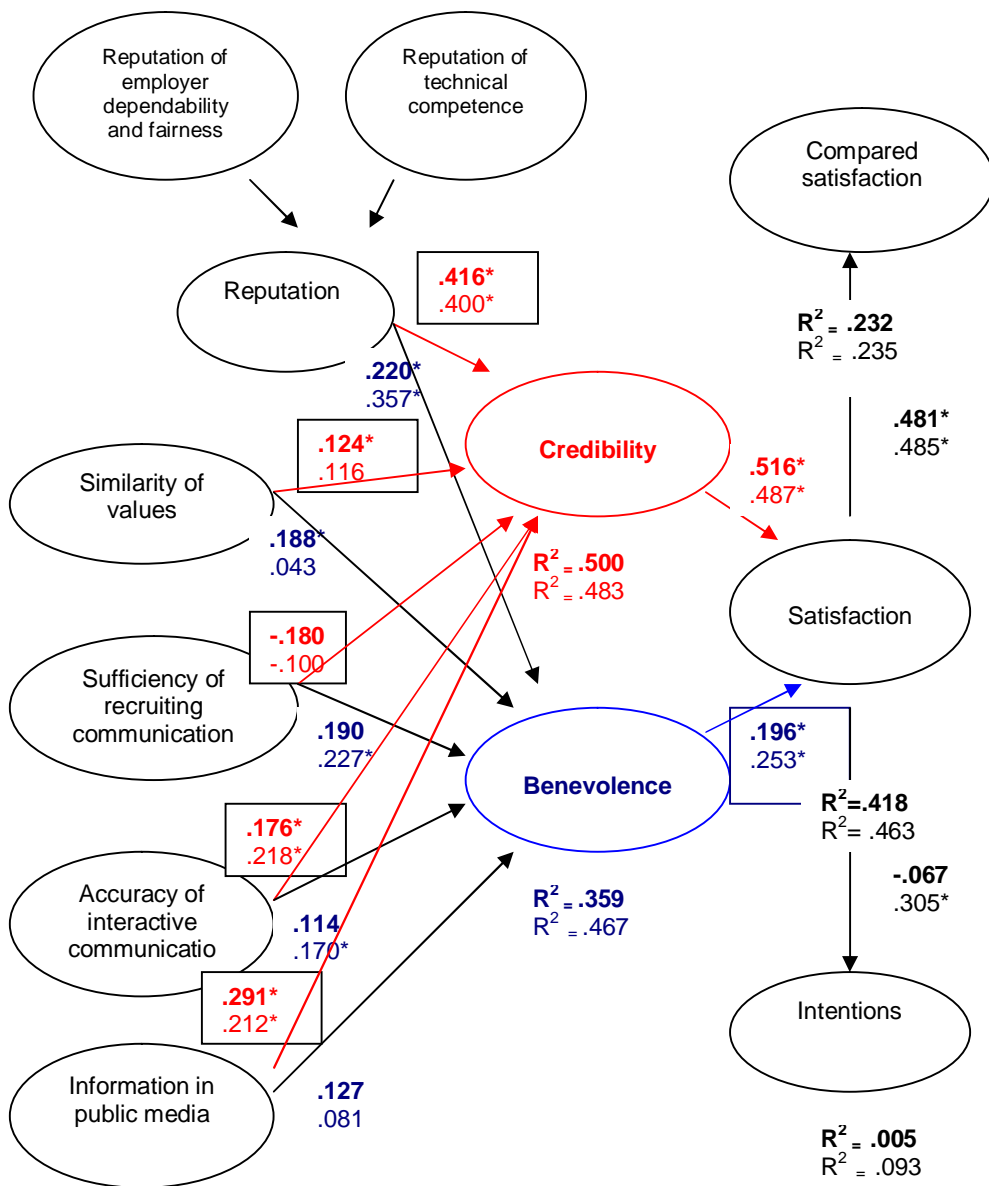 Reputation of
employer
dependability
and fairness
Reputation of
technical
competence
Compared
satisfaction
Reputation
.416*
.400*
R² = .232
R² = .235
.220*
.357*
.481*
.485*
.124*
.116
Credibility
.516*
.487*
Similarity of
values
.188*
.043
R² = .500
R² = .483
Satisfaction
-.180
-.100
Sufficiency of
recruiting
communication
.190
.227*
Benevolence
.196*
.253*
R²=.418
R²= .463
.176*
.218*
Accuracy of
interactive
communicatio
.114
.170*
R² = .359
R² = .467
-.067
.305*
.291*
.212*
Intentions
Information in
public media
.127
.081
R² = .005
R² = .093